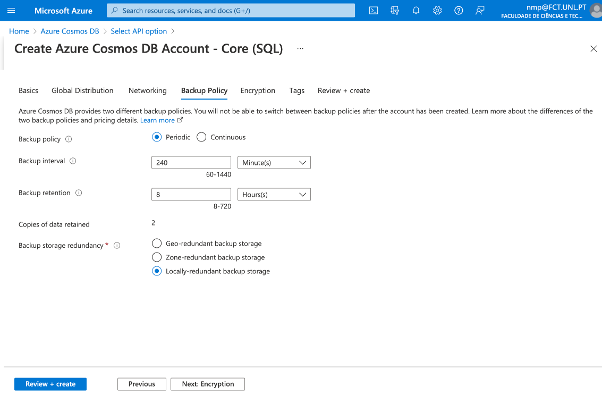 Microsoft Azure
Search resources, services, and docs (G+/)
nmp@FCT.UNL.PT
FACULDADE DE CIÊNCIAS E TEC...
Home > Azure Cosmos DB > Select API option >
Create Azure Cosmos DB Account - Core (SQL) ...
Basics Global Distribution Networking Backup Policy Encryption Tags Review + create
Azure Cosmos DB provides two different backup policies. You will not be able to switch between backup policies after the account has been created. Learn more about the differences of the
two backup policies and pricing details. Learn more
Backup policy Periodic Continuous
Backup interval 240 Minute(s)
60-1440
Backup retention 8 Hours(s)
8-720
Copies of data retained 2
Backup storage redundancy * Geo-redundant backup storage
Zone-redundant backup storage
Locally-redundant backup storage
Review + create Previous Next: Encryption